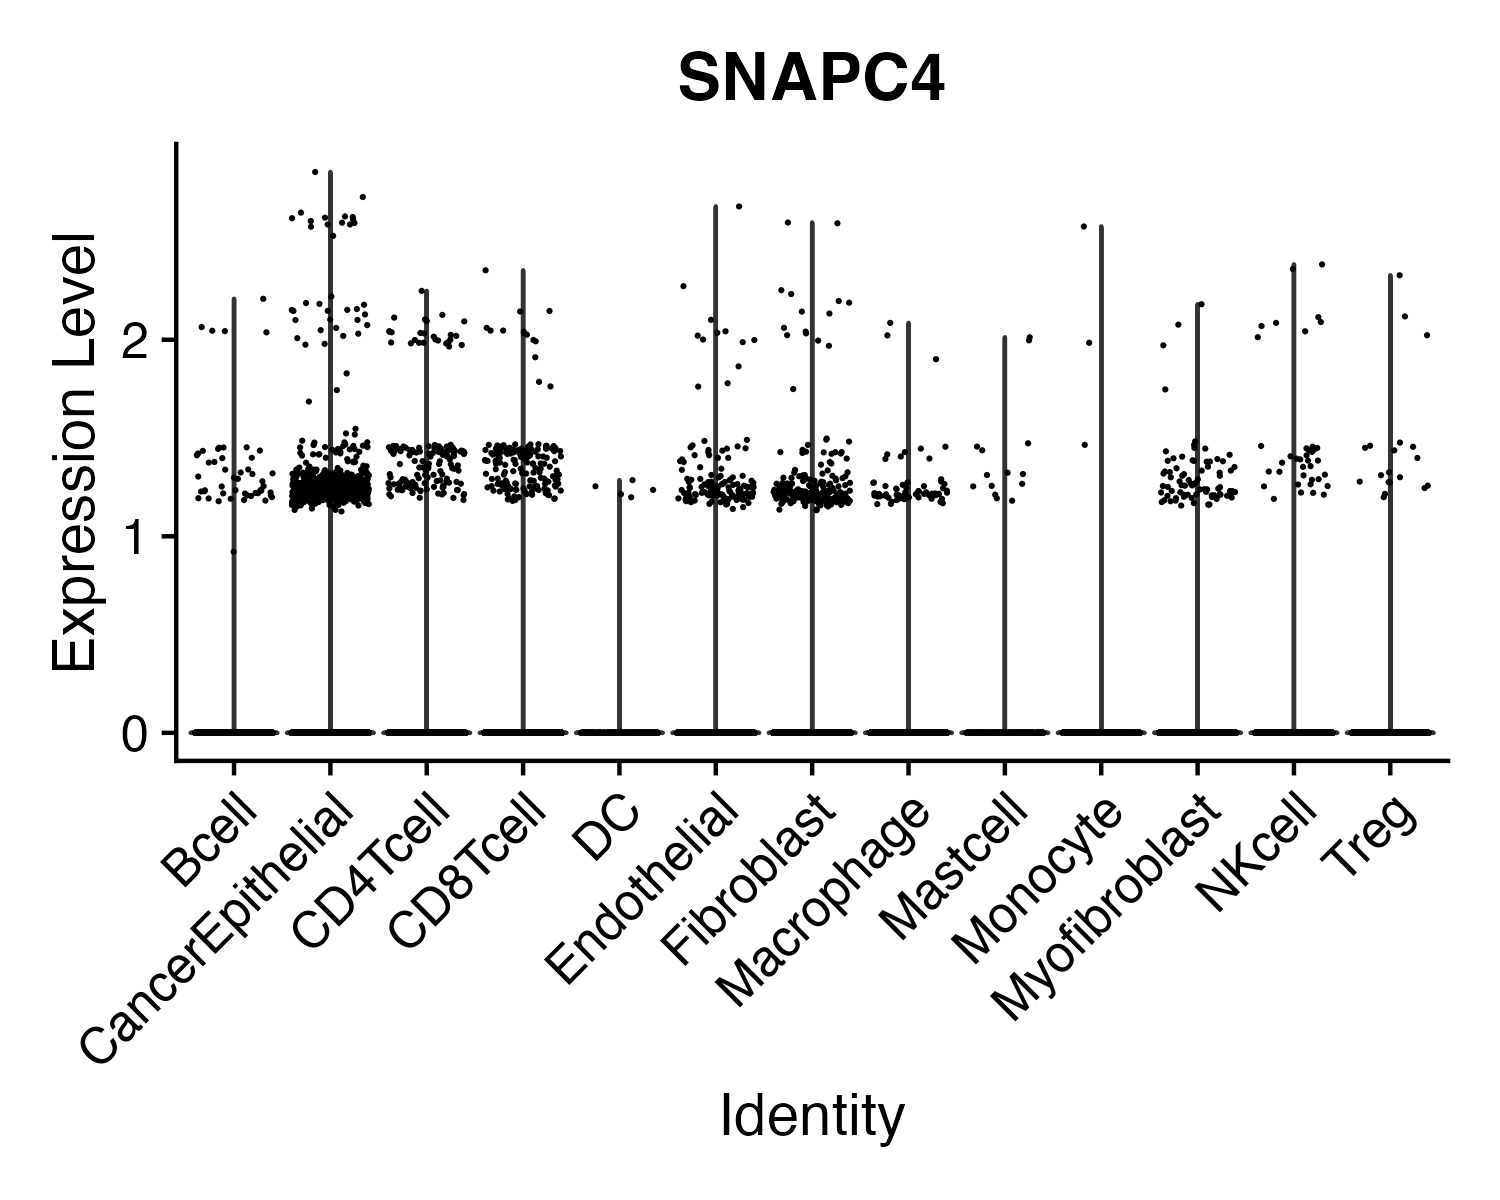 SNAPC4
Expression Level
2
1
0
Bcell
CancerEpithelial
CD4Tcell
CD8Tcell
DC
Endothelial
Fibroblast
Macrophage
Mastcell
Monocyte
Myofibroblast
NKcell
Treg
Identity